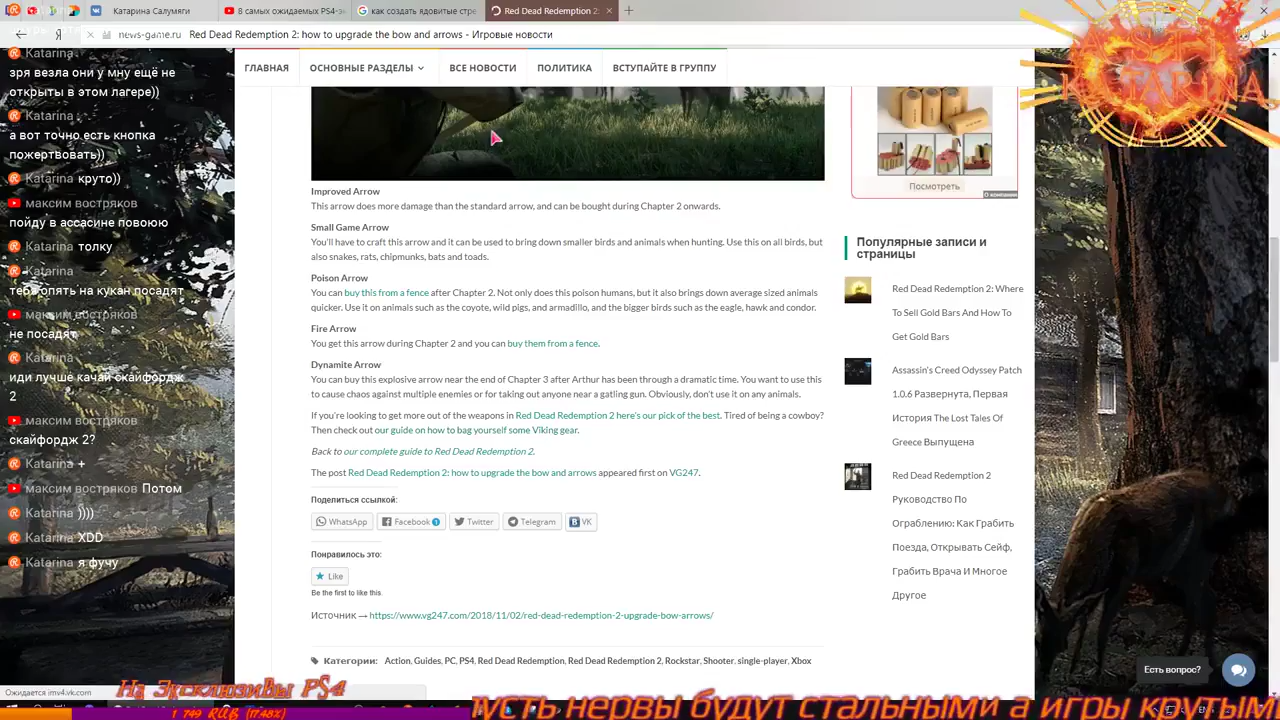 Katarina
Катарина Салумяги
8 самых ожидаемых PS4-э
как создать ядовитые стре
Red Dead Redemption 2:
news-game.ru
Red Dead Redemption 2: how to upgrade the bow and arrows - Игровые новости
Katarina
зря везла они у мну ещё не
открыты в этом лагере))
Katarina
а вот точно есть кнопка
пожертвовать))
Katarina круто))
максим востряков
пойду в ассасине повоюю
Katarina толку
Katarina
тебя опять на кукан посадят
максим востряков
не посадят
Katarina
иди лучше качай скайфордж
2
максим востряков
скайфордж 2?
Katarina +
максим востряков Потом
Katarina ))))
Katarina XDD
Katarina я фучу
ГЛАВНАЯ
ОСНОВНЫЕ РАЗДЕЛЫ
ВСЕ НОВОСТИ
ПОЛИТИКА
ВСТУПАЙТЕ В ГРУППУ
Improved Arrow
This arrow does more damage than the standard arrow, and can be bought during Chapter 2 onwards.
Small Game Arrow
You'll have to craft this arrow and it can be used to bring down smaller birds and animals when hunting. Use this on all birds, but
also snakes, rats, chipmunks, bats and toads.
Poison Arrow
You can buy this from a fence after Chapter 2. Not only does this poison humans, but it also brings down average sized animals
quicker. Use it on animals such as the coyote, wild pigs, and armadillo, and the bigger birds such as the eagle, hawk and condor.
Fire Arrow
You get this arrow during Chapter 2 and you can buy them from a fence.
Dynamite Arrow
You can buy this explosive arrow near the end of Chapter 3 after Arthur has been through a dramatic time. You want to use this
to cause chaos against multiple enemies or for taking out anyone near a gatling gun. Obviously, don't use it on any animals.
If you're looking to get more out of the weapons in Red Dead Redemption 2 here's our pick of the best. Tired of being a cowboy?
Then check out our guide on how to bag yourself some Viking gear.
Back to our complete guide to Red Dead Redemption 2.
The post Red Dead Redemption 2: how to upgrade the bow and arrows appeared first on VG247.
Поделиться ссылкой:
WhatsApp
Facebook 1
Twitter
Telegram
VK
Понравилось это:
Like
Be the first to like this.
Источник → https://www.vg247.com/2018/11/02/red-dead-redemption-2-upgrade-bow-arrows/
Категории: Action, Guides, PC, PS4, Red Dead Redemption, Red Dead Redemption 2, Rockstar, Shooter, single-player, Xbox
Посмотреть
Популярные записи и
страницы
Red Dead Redemption 2: Where
To Sell Gold Bars And How To
Get Gold Bars
Assassin's Creed Odyssey Patch
1.0.6 Развернута, Первая
История The Lost Tales Of
Greece Выпущена
Red Dead Redemption 2
Руководство По
Ограблению: Как Грабить
Поезда, Открывать Сейф,
Грабить Врача И Много
Другое
Есть вопрос?
KATARINA
Ожидается imv4.vk.com
На Эксклюзивы PS4
1 749 RUB (17.48%)
пусть нервы будут стальными а игры крутым